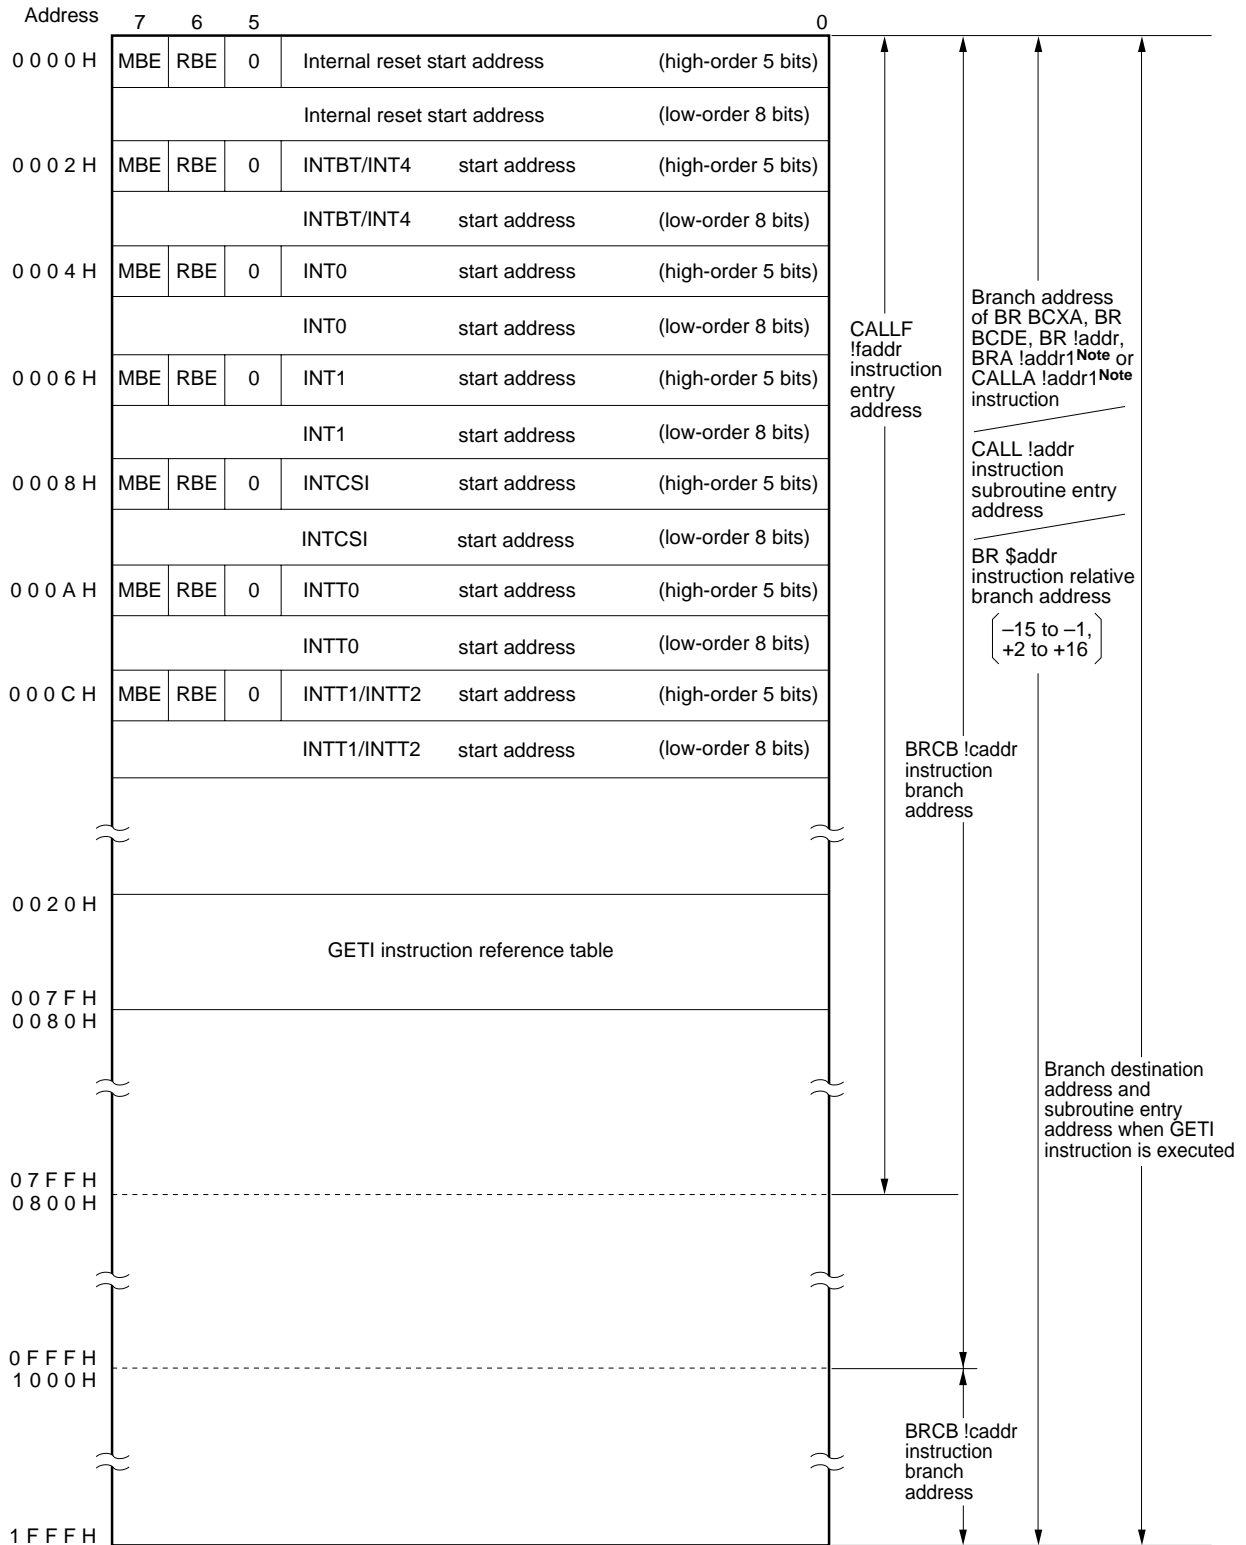 Address
7 6 5 0
0000H MBE RBE 0 Internal reset start address (high-order 5 bits)
Internal reset start address (low-order 8 bits)
0002H MBE RBE 0 INTBT/INT4 start address (high-order 5 bits)
INTBT/INT4 start address (low-order 8 bits)
0004H MBE RBE 0 INT0 start address (high-order 5 bits)
INT0 start address (low-order 8 bits)
0006H MBE RBE 0 INT1 start address (high-order 5 bits)
INT1 start address (low-order 8 bits)
0008H MBE RBE 0 INTCSI start address (high-order 5 bits)
INTCSI start address (low-order 8 bits)
000AH MBE RBE 0 INTT0 start address (high-order 5 bits)
INTT0 start address (low-order 8 bits)
000CH MBE RBE 0 INTT1/INTT2 start address (high-order 5 bits)
INTT1/INTT2 start address (low-order 8 bits)
0020H
GETI instruction reference table
007FH
0080H
07FFH
0800H
0FFFH
1000H
1FFFH
CALLF
!faddr
instruction
entry
address
Branch address
of BR BCXA, BR
BCDE, BR !addr,
BRA !addr1Note or
CALLA !addr1Note
instruction
CALL !addr
instruction
subroutine entry
address
BR $addr
instruction relative
branch address
–15 to –1,
+2 to +16
BRCB !caddr
instruction
branch
address
Branch destination
address and
subroutine entry
address when GETI
instruction is executed
BRCB !caddr
instruction
branch
address